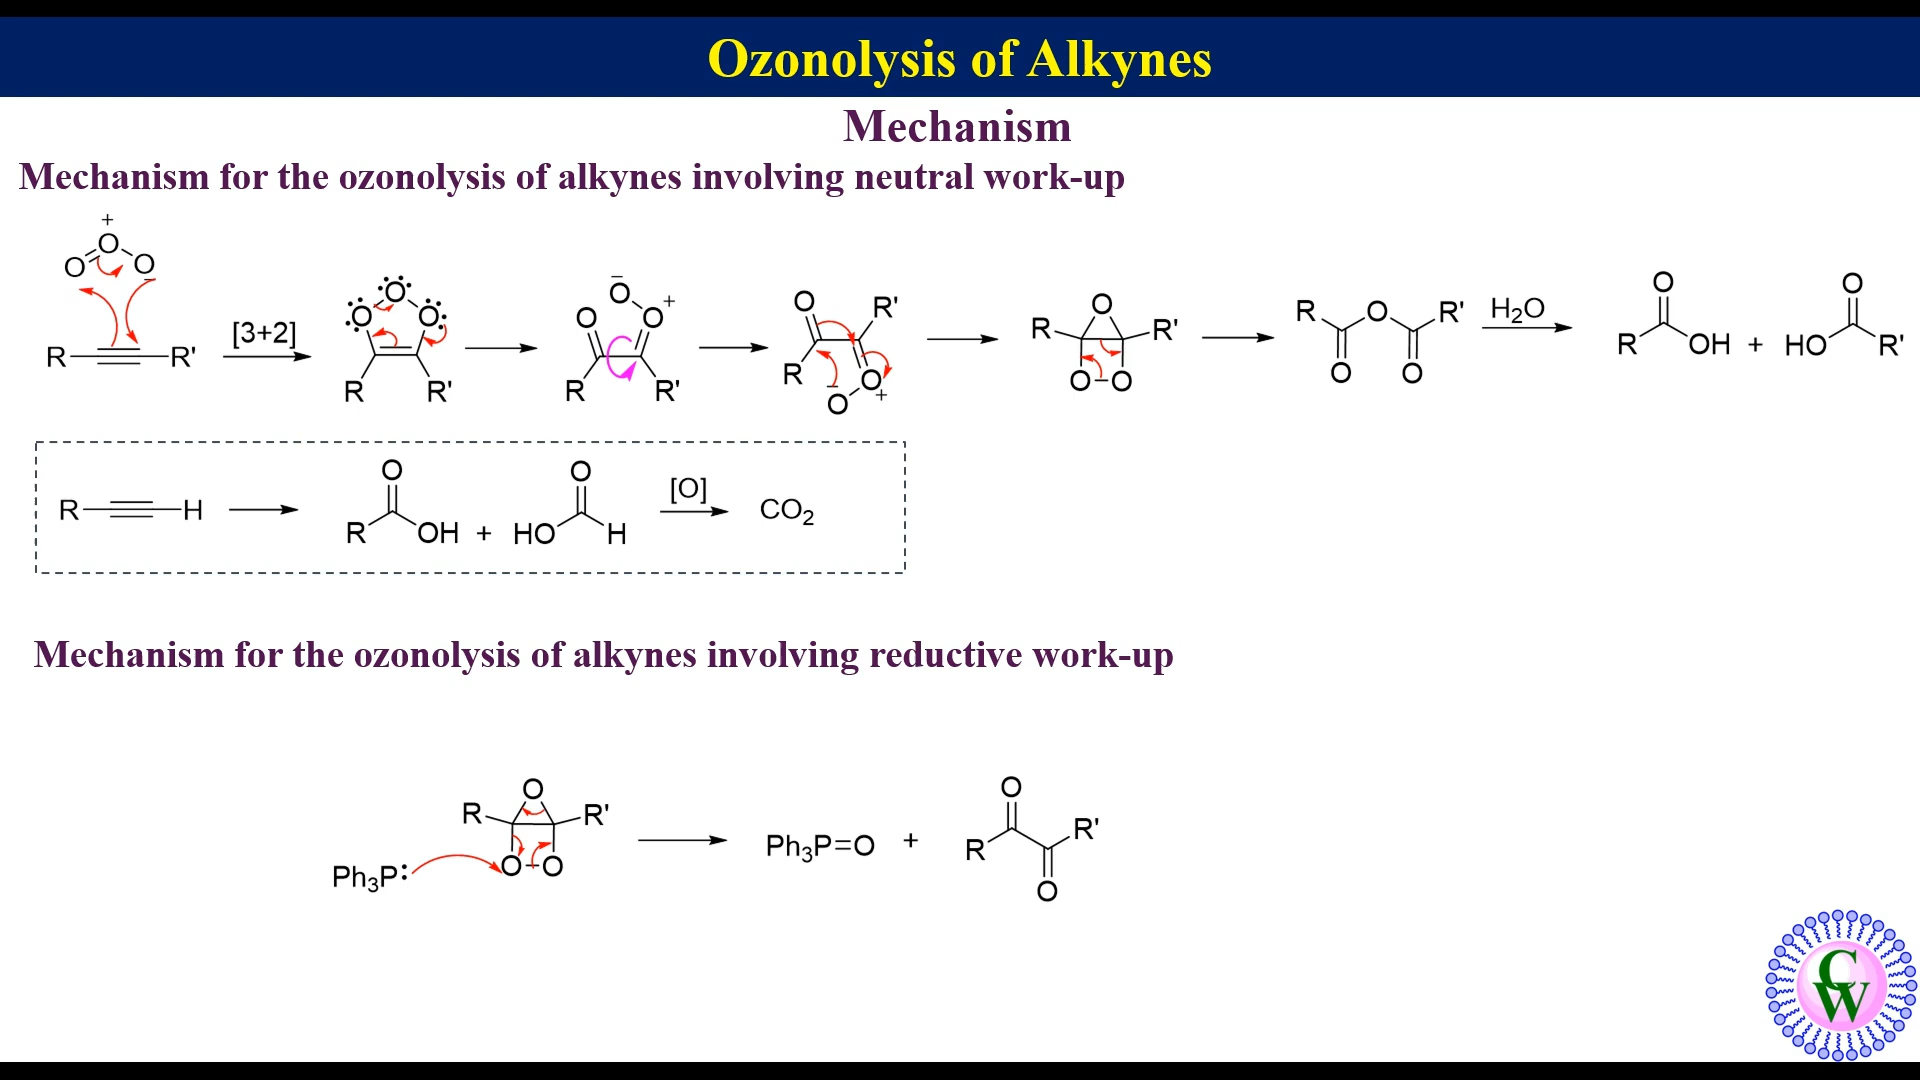 Ozonolysis of Alkynes
Mechanism
Mechanism for the ozonolysis of alkynes involving neutral work-up
+
O
O O
−
R R'
[3+2]
O
O O
R R'
−
O +
O O
R R'
O R'
R
−
O O
+
O
R R'
O O
R O R'
O O
H₂O
O
R OH
+
O
HO R'
R H
O
R OH
+
O
HO H
[O]
CO₂
Mechanism for the ozonolysis of alkynes involving reductive work-up
O
R R'
O O
Ph₃P:
Ph₃P=O
+
O
R R'
O
CW